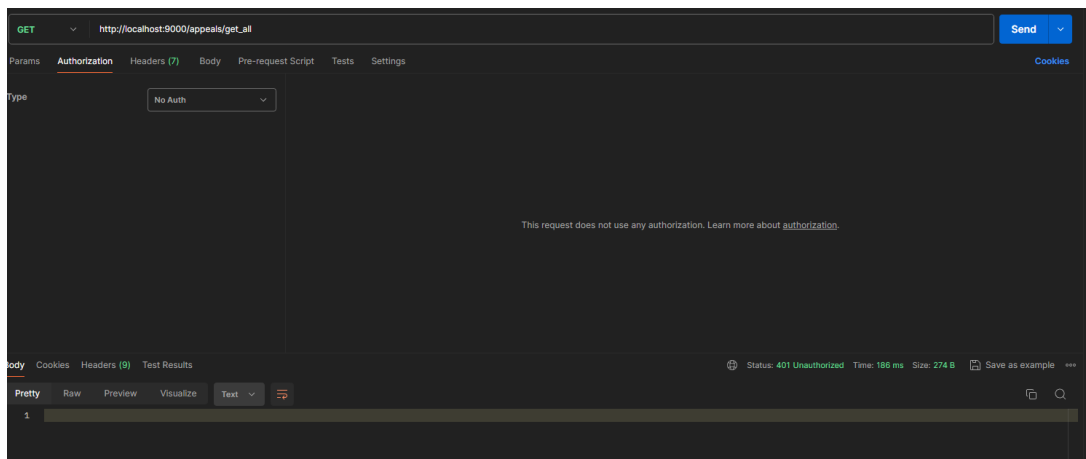 GET http://localhost:9000/appeals/get_all Send
Params Authorization Headers (7) Body Pre-request Script Tests Settings Cookies
Type No Auth
This request does not use any authorization. Learn more about authorization.
Body Cookies Headers (9) Test Results Status: 401 Unauthorized Time: 186 ms Size: 274 B Save as example
Pretty Raw Preview Visualize Text
1